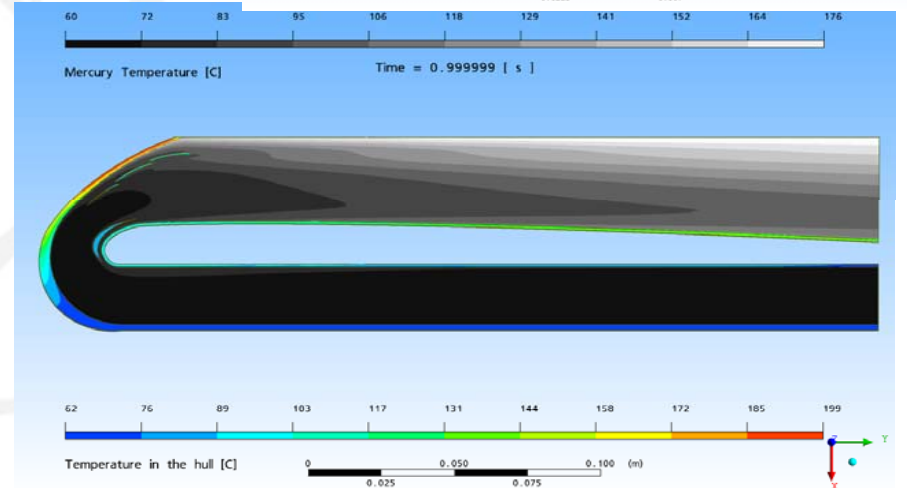 60 72 83 95 106 118 129 141 152 164 176
Mercury Temperature [C]
Time = 0.999999 [ s ]
62 76 89 103 117 131 144 158 172 185 199
Temperature in the hull [C]
0 0.050 0.100 (m)
0.025 0.075
Z
Y
X